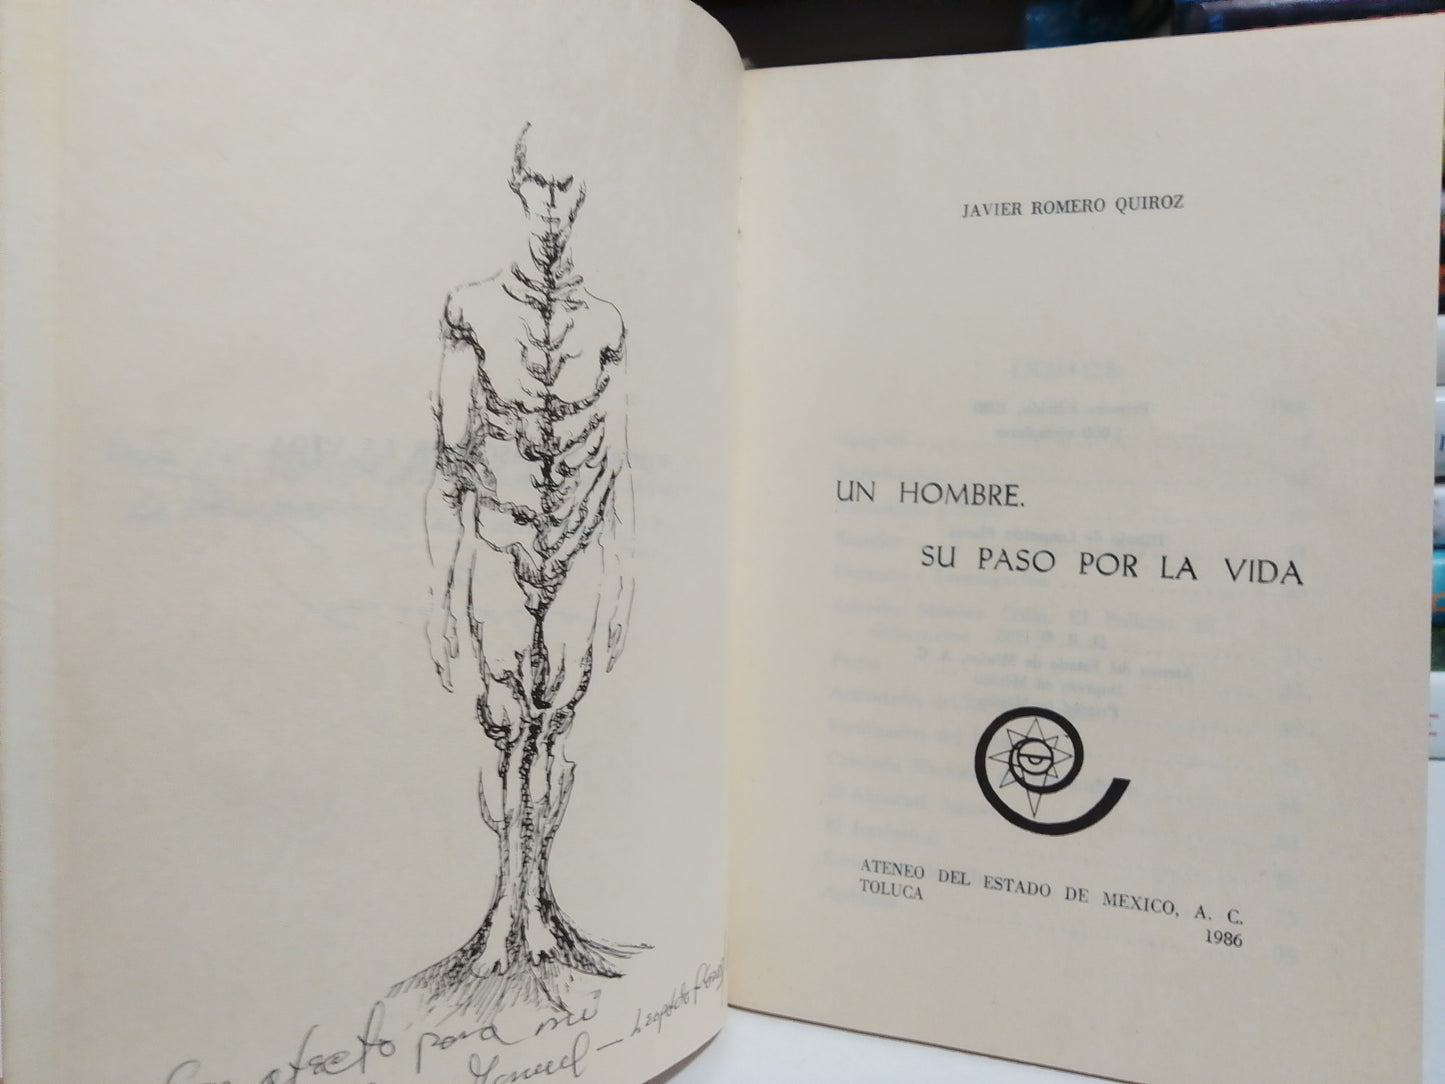 Con afecto para mi
Manuel — Leopoldo Flores
JAVIER ROMERO QUIROZ
UN HOMBRE.
SU PASO POR LA VIDA
ATENEO DEL ESTADO DE MEXICO, A. C.
TOLUCA
1986